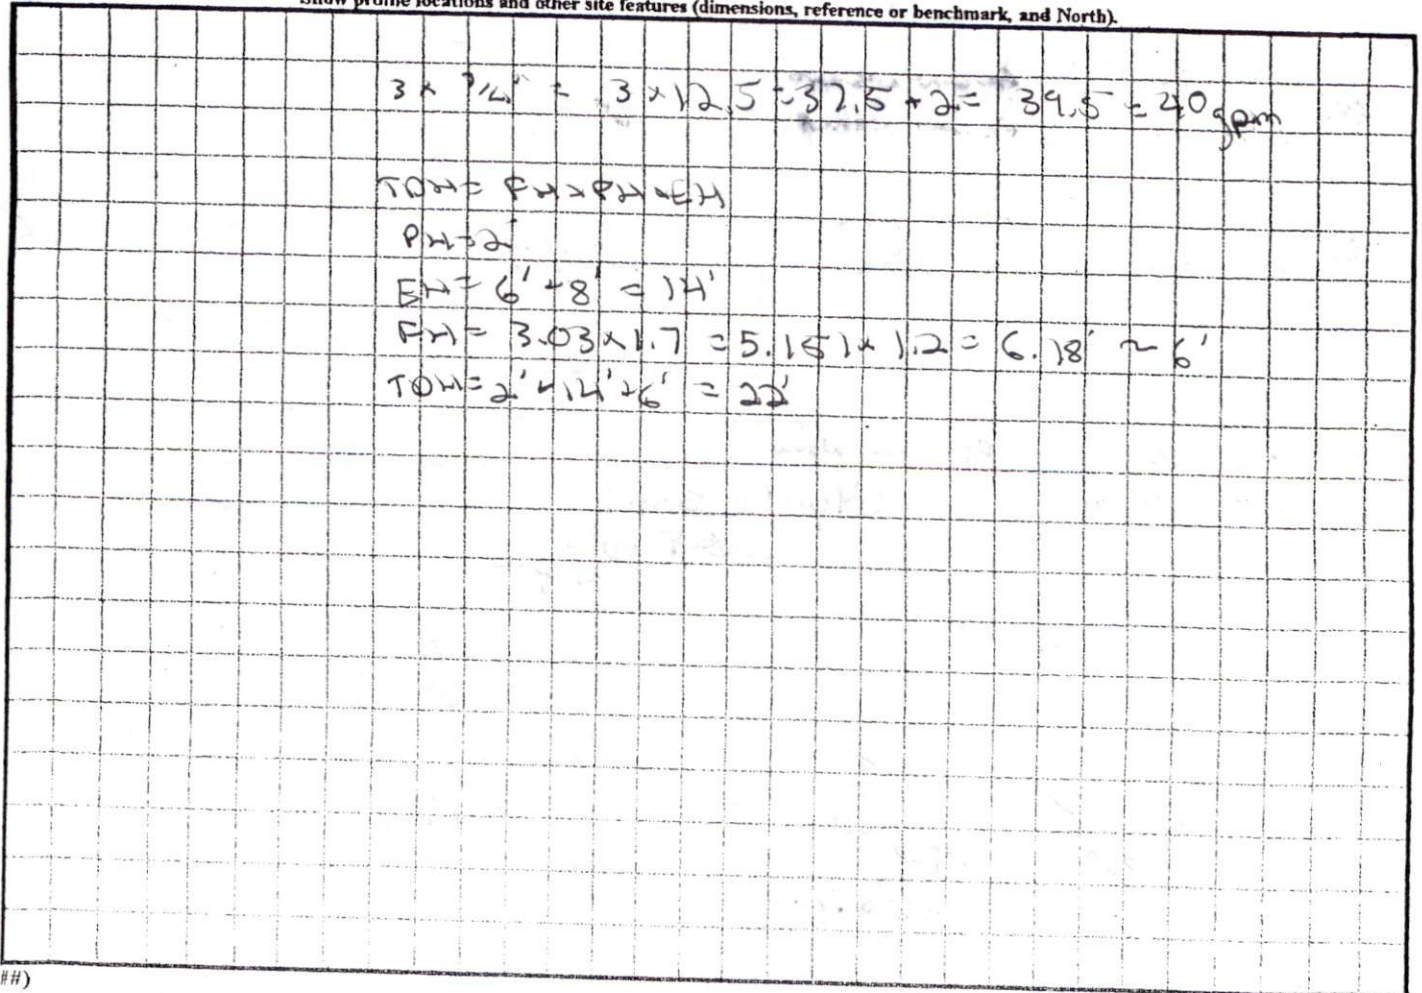 Show profile locations and other site features (dimensions, reference or benchmark, and North).
3 x 3/4" = 3 x 12.5 = 37.5 + 2 = 39.5 = 40 gpm
TDH = FH + PH + EH
PH = 2'
EH = 6' + 8' = 14'
FH = 3.03 x 1.7 = 5.151 x 1.2 = 6.18' ~ 6'
TDH = 2' + 14' + 6' = 22'
##)